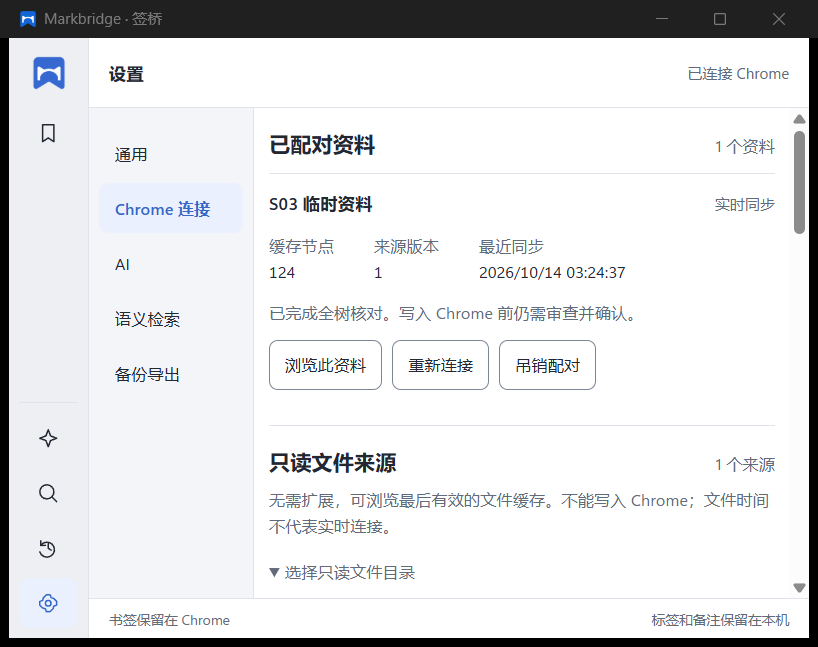 Markbridge · 签桥
设置
已连接 Chrome
通用
Chrome 连接
AI
语义检索
备份导出
已配对资料
1 个资料
S03 临时资料
实时同步
缓存节点 来源版本 最近同步
124 1 2026/10/14 03:24:37
已完成全树核对。写入 Chrome 前仍需审查并确认。
浏览此资料 重新连接 吊销配对
只读文件来源
1 个来源
无需扩展，可浏览最后有效的文件缓存。不能写入 Chrome；文件时间
不代表实时连接。
▼选择只读文件目录
书签保留在 Chrome
标签和备注保留在本机